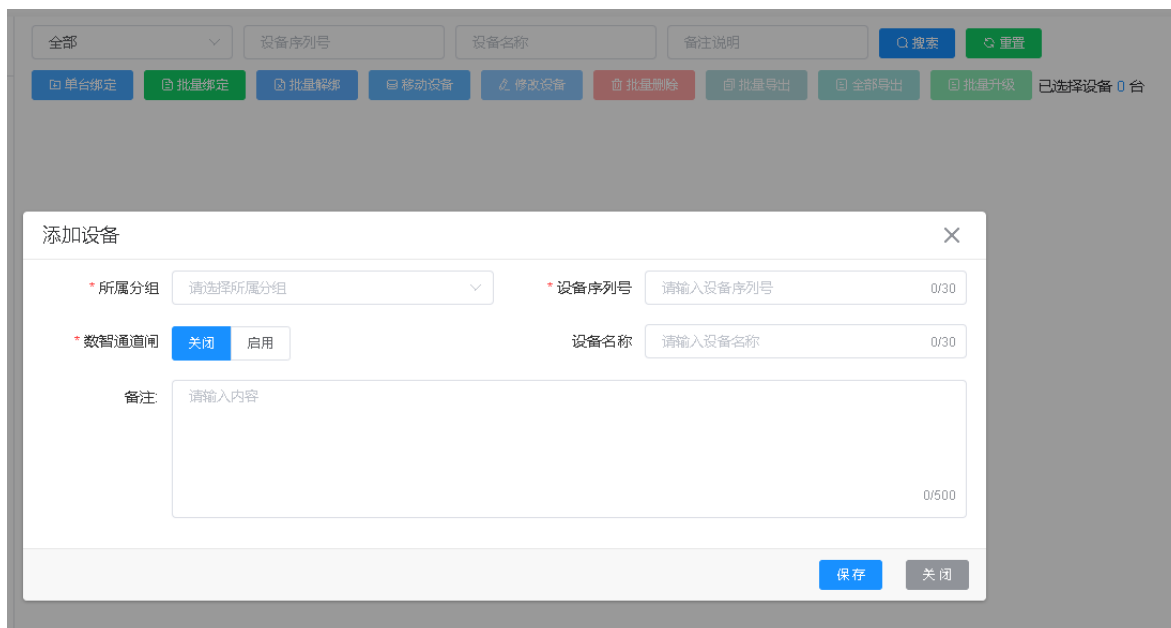 全部 设备序列号 设备名称 备注说明 搜索 重置
单台绑定 批量绑定 批量解绑 移动设备 修改设备 批量删除 批量导出 全部导出 批量升级 已选择设备 0 台
添加设备
*所属分组 请选择所属分组 *设备序列号 请输入设备序列号 0/30
*数智通道闸 关闭 启用 设备名称 请输入设备名称 0/30
备注: 请输入内容
0/500
保存 关闭